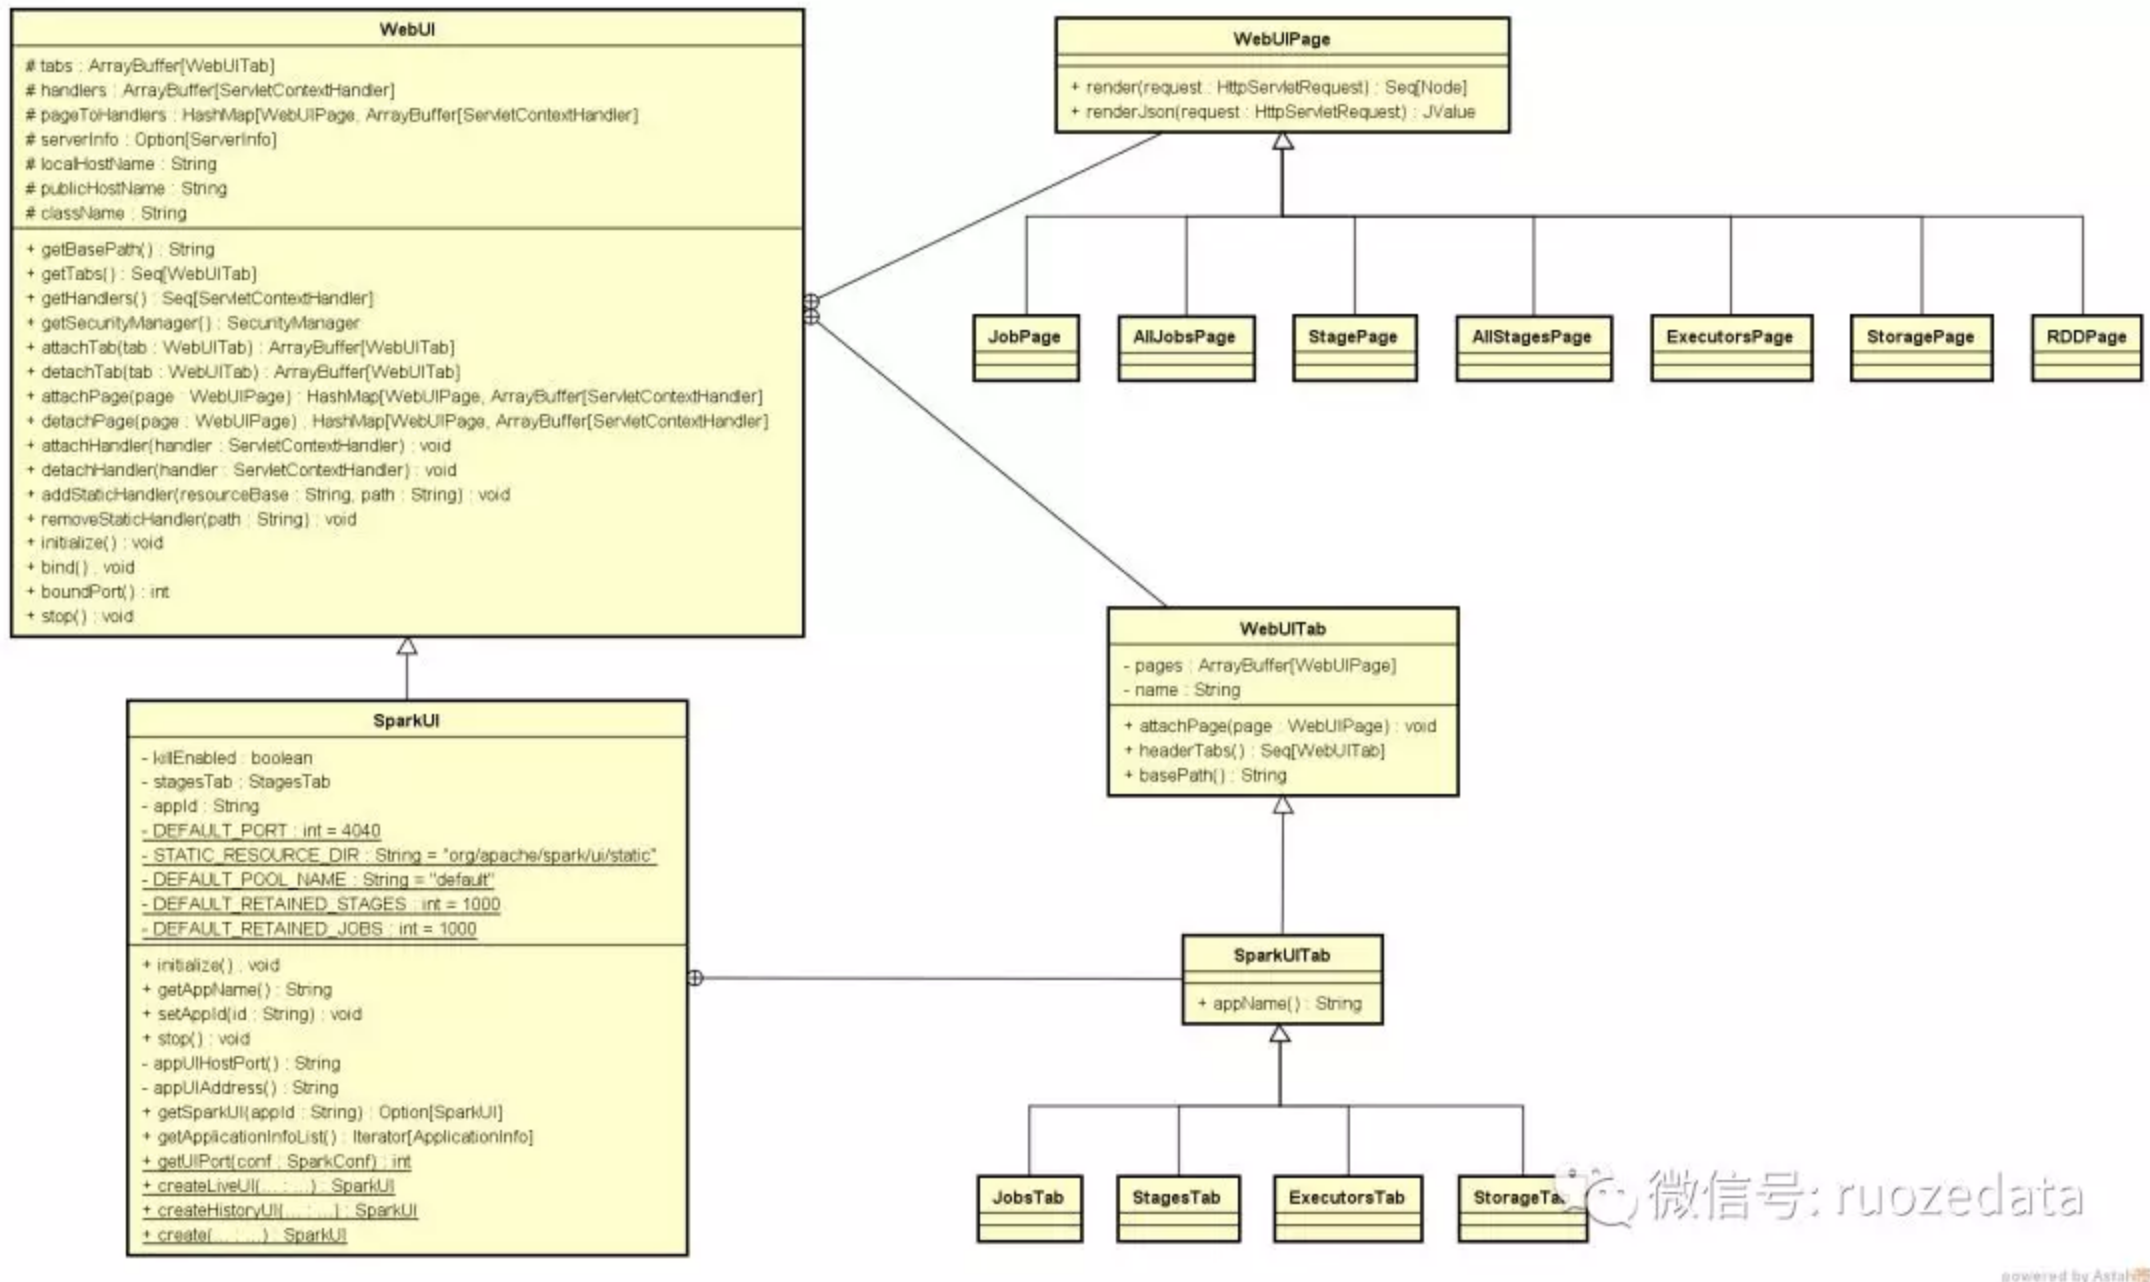 WebUI
# tabs : ArrayBuffer[WebUITab]
# handlers : ArrayBuffer[ServletContextHandler]
# pageToHandlers : HashMap[WebUIPage, ArrayBuffer[ServletContextHandler]
# serverInfo : Option[ServerInfo]
# localHostName : String
# publicHostName : String
# className : String
+ getBasePath() : String
+ getTabs() : Seq[WebUITab]
+ getHandlers() : Seq[ServletContextHandler]
+ getSecurityManager() : SecurityManager
+ attachTab(tab : WebUITab) : ArrayBuffer[WebUITab]
+ detachTab(tab : WebUITab) : ArrayBuffer[WebUITab]
+ attachPage(page : WebUIPage) : HashMap[WebUIPage, ArrayBuffer[ServletContextHandler]
+ detachPage(page : WebUIPage) : HashMap[WebUIPage, ArrayBuffer[ServletContextHandler]
+ attachHandler(handler : ServletContextHandler) : void
+ detachHandler(handler : ServletContextHandler) : void
+ addStaticHandler(resourceBase : String, path : String) : void
+ removeStaticHandler(path : String) : void
+ initialize() : void
+ bind() : void
+ boundPort() : int
+ stop() : void
WebUIPage
+ render(request : HttpServletRequest) : Seq[Node]
+ renderJson(request : HttpServletRequest) : JValue
JobPage
AllJobsPage
StagePage
AllStagesPage
ExecutorsPage
StoragePage
RDDPage
WebUITab
- pages : ArrayBuffer[WebUIPage]
- name : String
+ attachPage(page : WebUIPage) : void
+ headerTabs() : Seq[WebUITab]
+ basePath() : String
SparkUI
- killEnabled : boolean
- stagesTab : StagesTab
- appId : String
- DEFAULT_PORT : int = 4040
- STATIC_RESOURCE_DIR : String = "org/apache/spark/ui/static"
- DEFAULT_POOL_NAME : String = "default"
- DEFAULT_RETAINED_STAGES : int = 1000
- DEFAULT_RETAINED_JOBS : int = 1000
+ initialize() : void
+ getAppName() : String
+ setAppId(id : String) : void
+ stop() : void
- appUIHostPort() : String
- appUIAddress() : String
+ getSparkUI(appId : String) : Option[SparkUI]
+ getApplicationInfoList() : Iterator[ApplicationInfo]
+ getUIPort(conf : SparkConf) : int
+ createLiveUI(... : ...) : SparkUI
+ createHistoryUI(... : ...) : SparkUI
+ create(... : ...) : SparkUI
SparkUITab
+ appName() : String
JobsTab
StagesTab
ExecutorsTab
StorageTab
微信号: ruozedata
powered by Astah